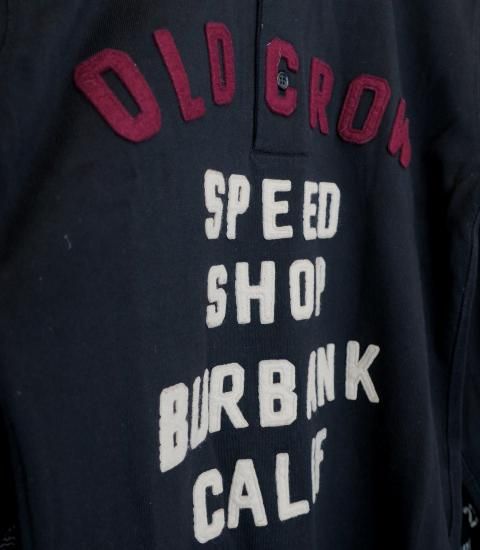 OLD CROW
SPEED
SHOP
BURBANK
CALIF